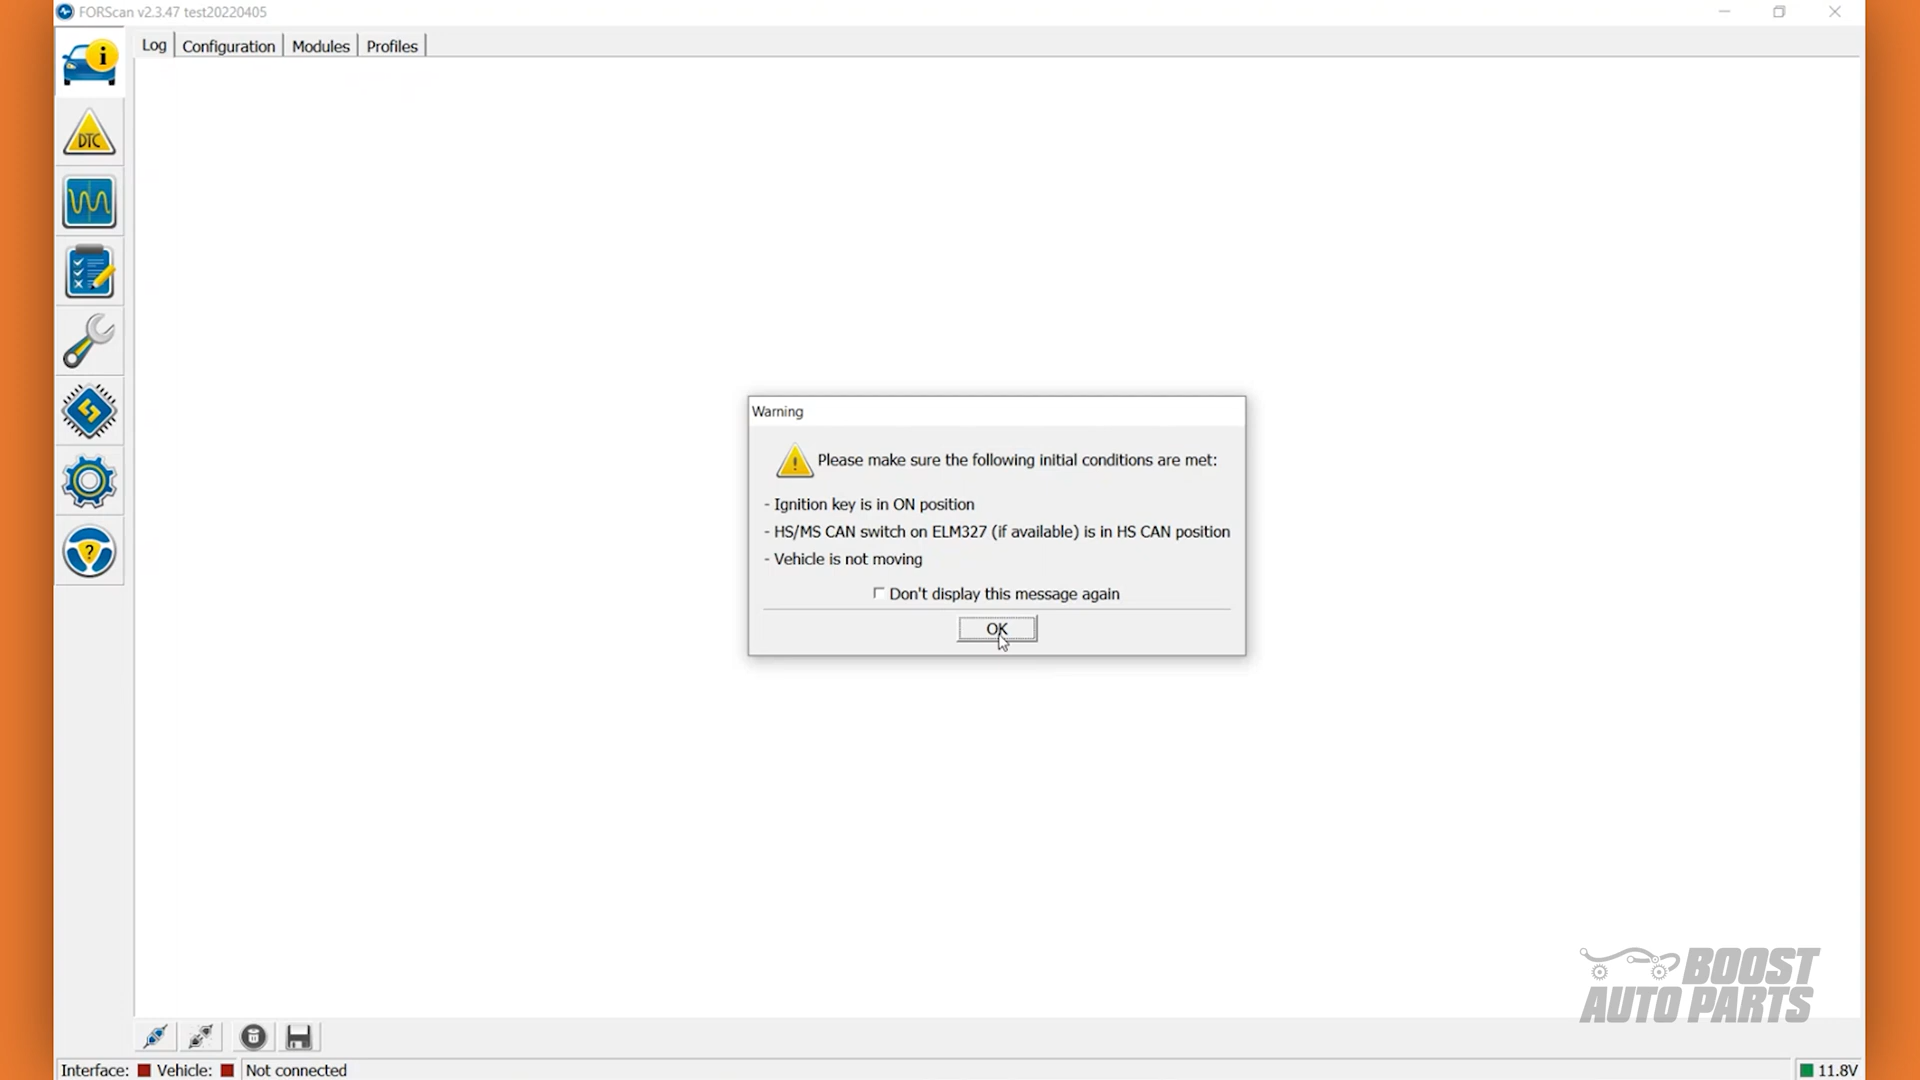 FORScan v2.3.47 test20220405
Log
Configuration
Modules
Profiles
i
DTC
?
Warning
! Please make sure the following initial conditions are met:
- Ignition key is in ON position
- HS/MS CAN switch on ELM327 (if available) is in HS CAN position
- Vehicle is not moving
Don't display this message again
OK
BOOST
AUTO PARTS
Interface: Vehicle: Not connected
11.8V